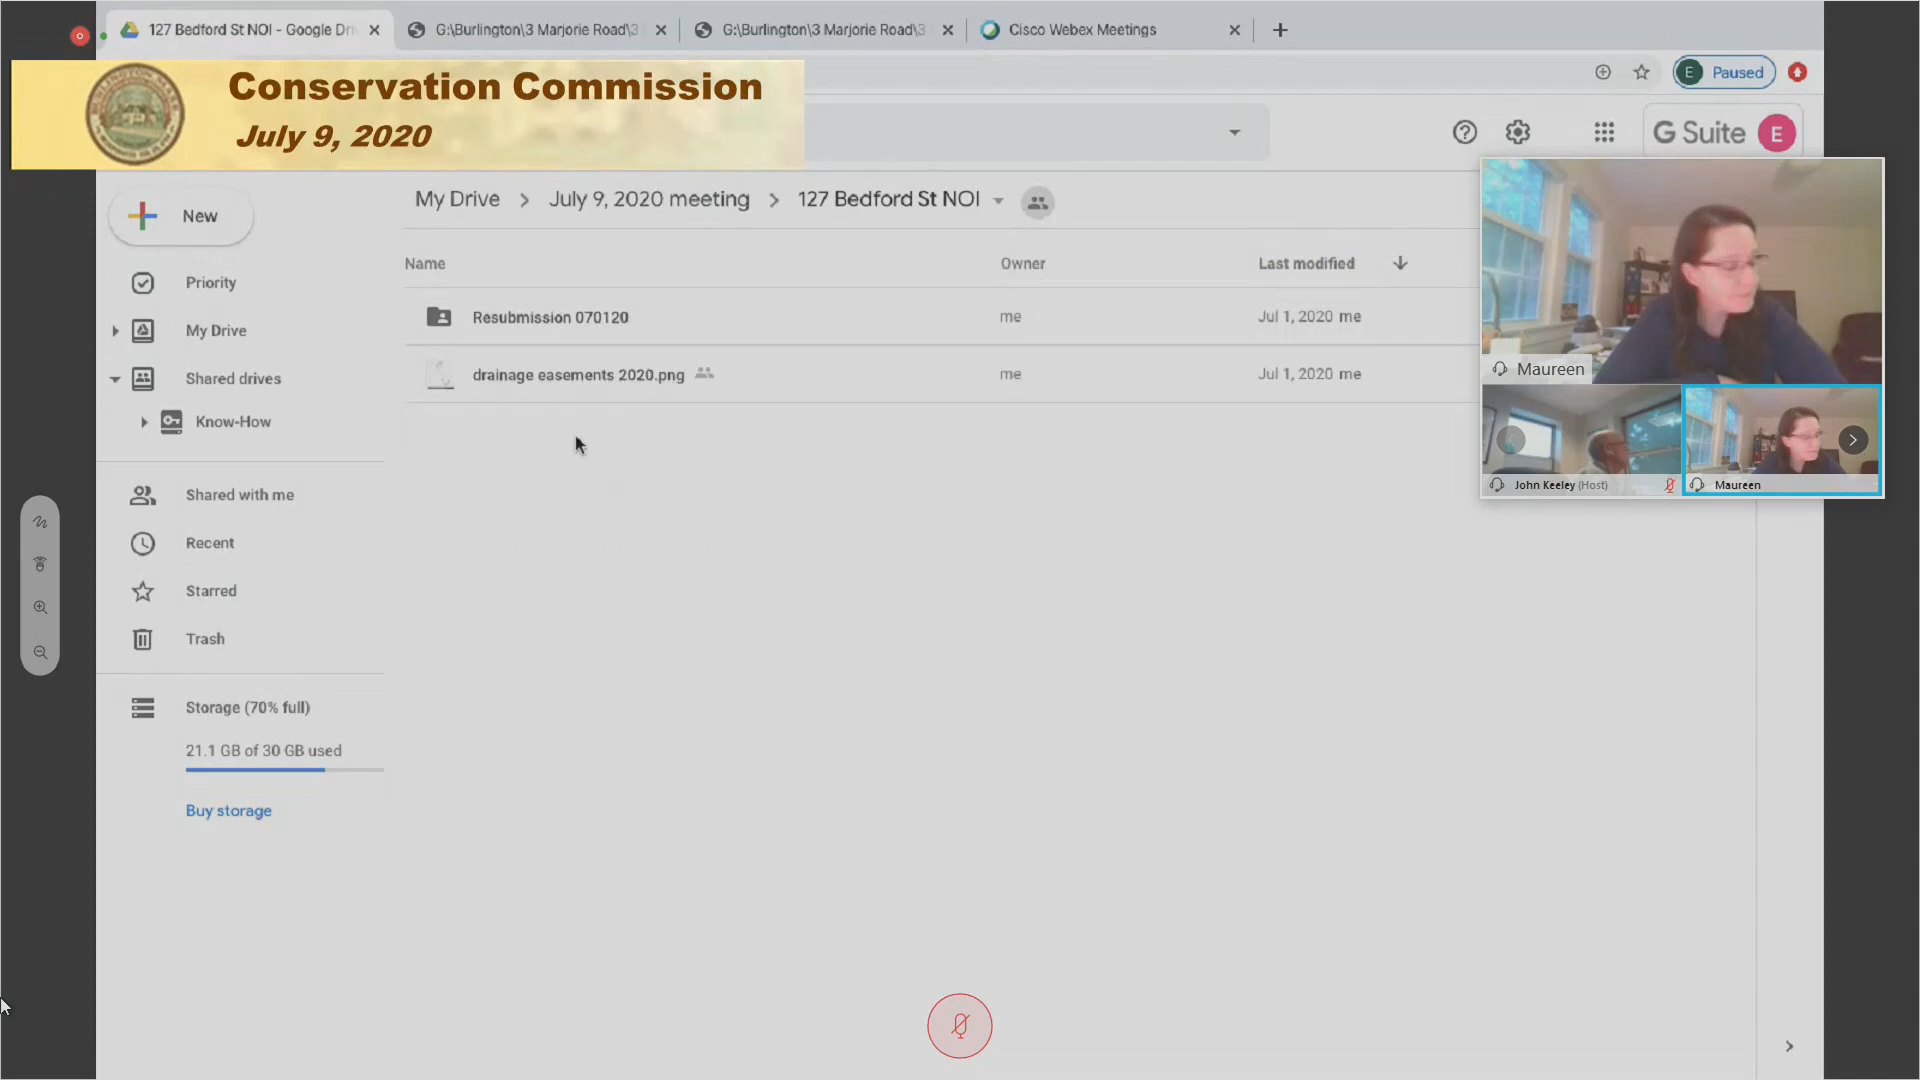 127 Bedford St NOI - Google Dri
G:\Burlington\3 Marjorie Road\3
G:\Burlington\3 Marjorie Road\3
Cisco Webex Meetings
Conservation Commission
July 9, 2020
E Paused
G Suite E
My Drive > July 9, 2020 meeting > 127 Bedford St NOI
New
Name Owner Last modified
Resubmission 070120 me Jul 1, 2020 me
drainage easements 2020.png me Jul 1, 2020 me
Priority
My Drive
Shared drives
Know-How
Shared with me
Recent
Starred
Trash
Storage (70% full)
21.1 GB of 30 GB used
Buy storage
Maureen
John Keeley (Host)
Maureen